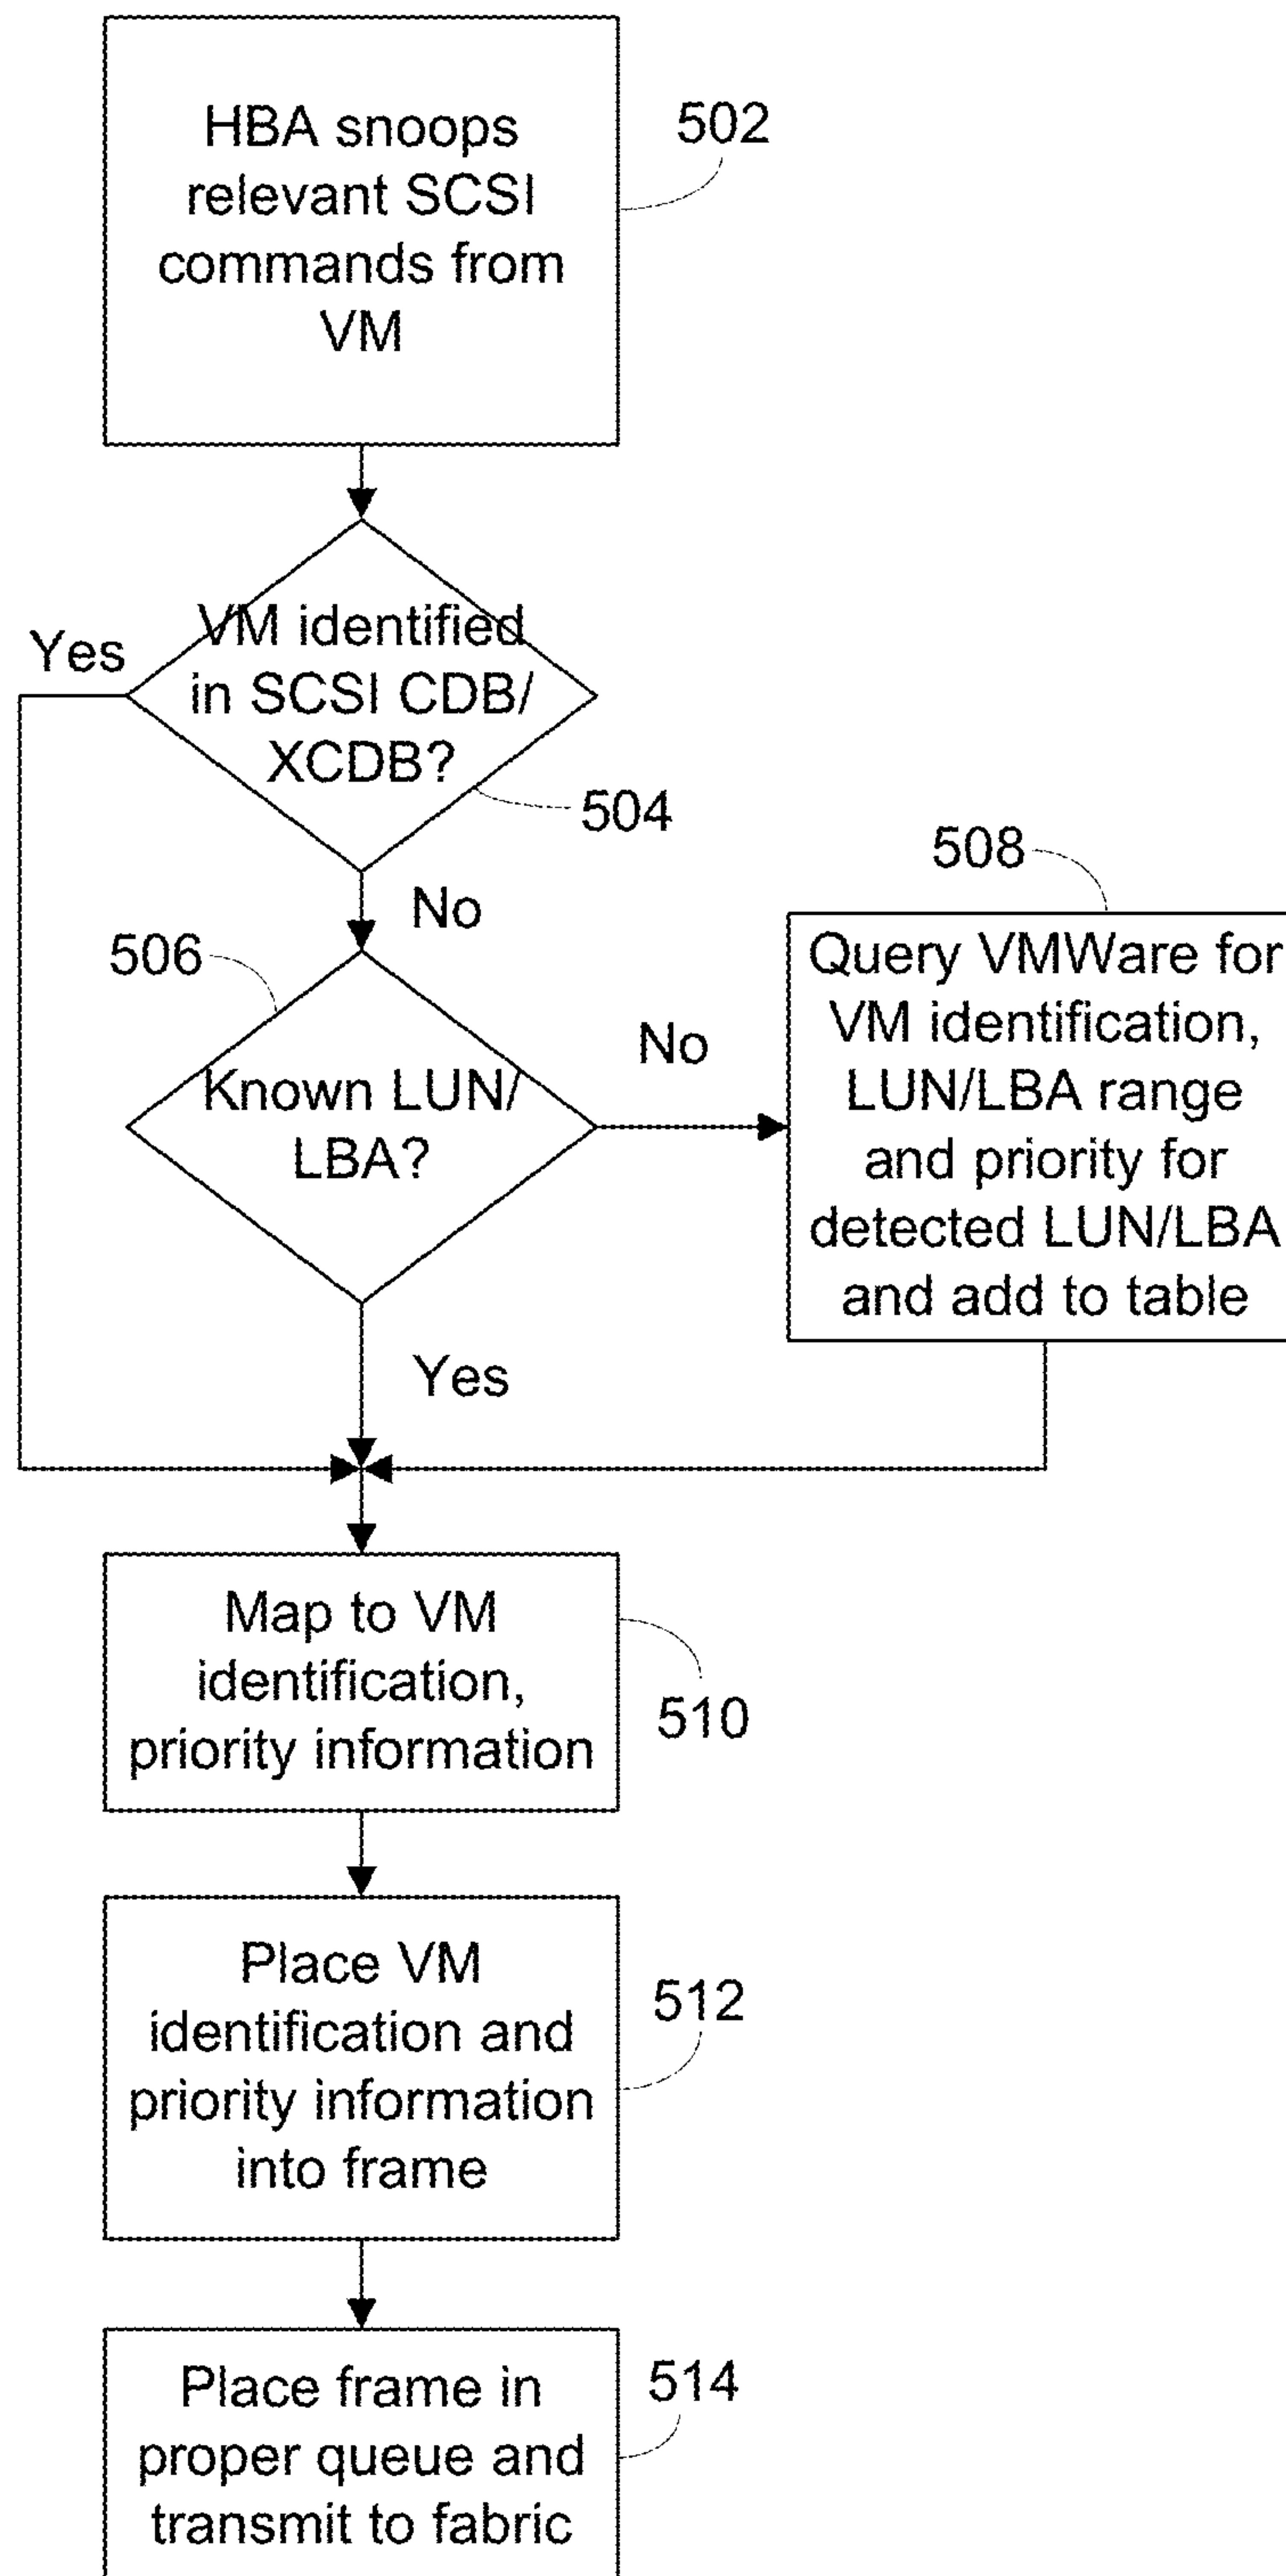 HBA snoops
relevant SCSI
commands from
VM
502
VM identified
in SCSI CDB/
XCDB?
Yes
504
No
506
Known LUN/
LBA?
No
508
Query VMWare for
VM identification,
LUN/LBA range
and priority for
detected LUN/LBA
and add to table
Yes
Map to VM
identification,
priority information
510
Place VM
identification and
priority information
into frame
512
Place frame in
proper queue and
transmit to fabric
514